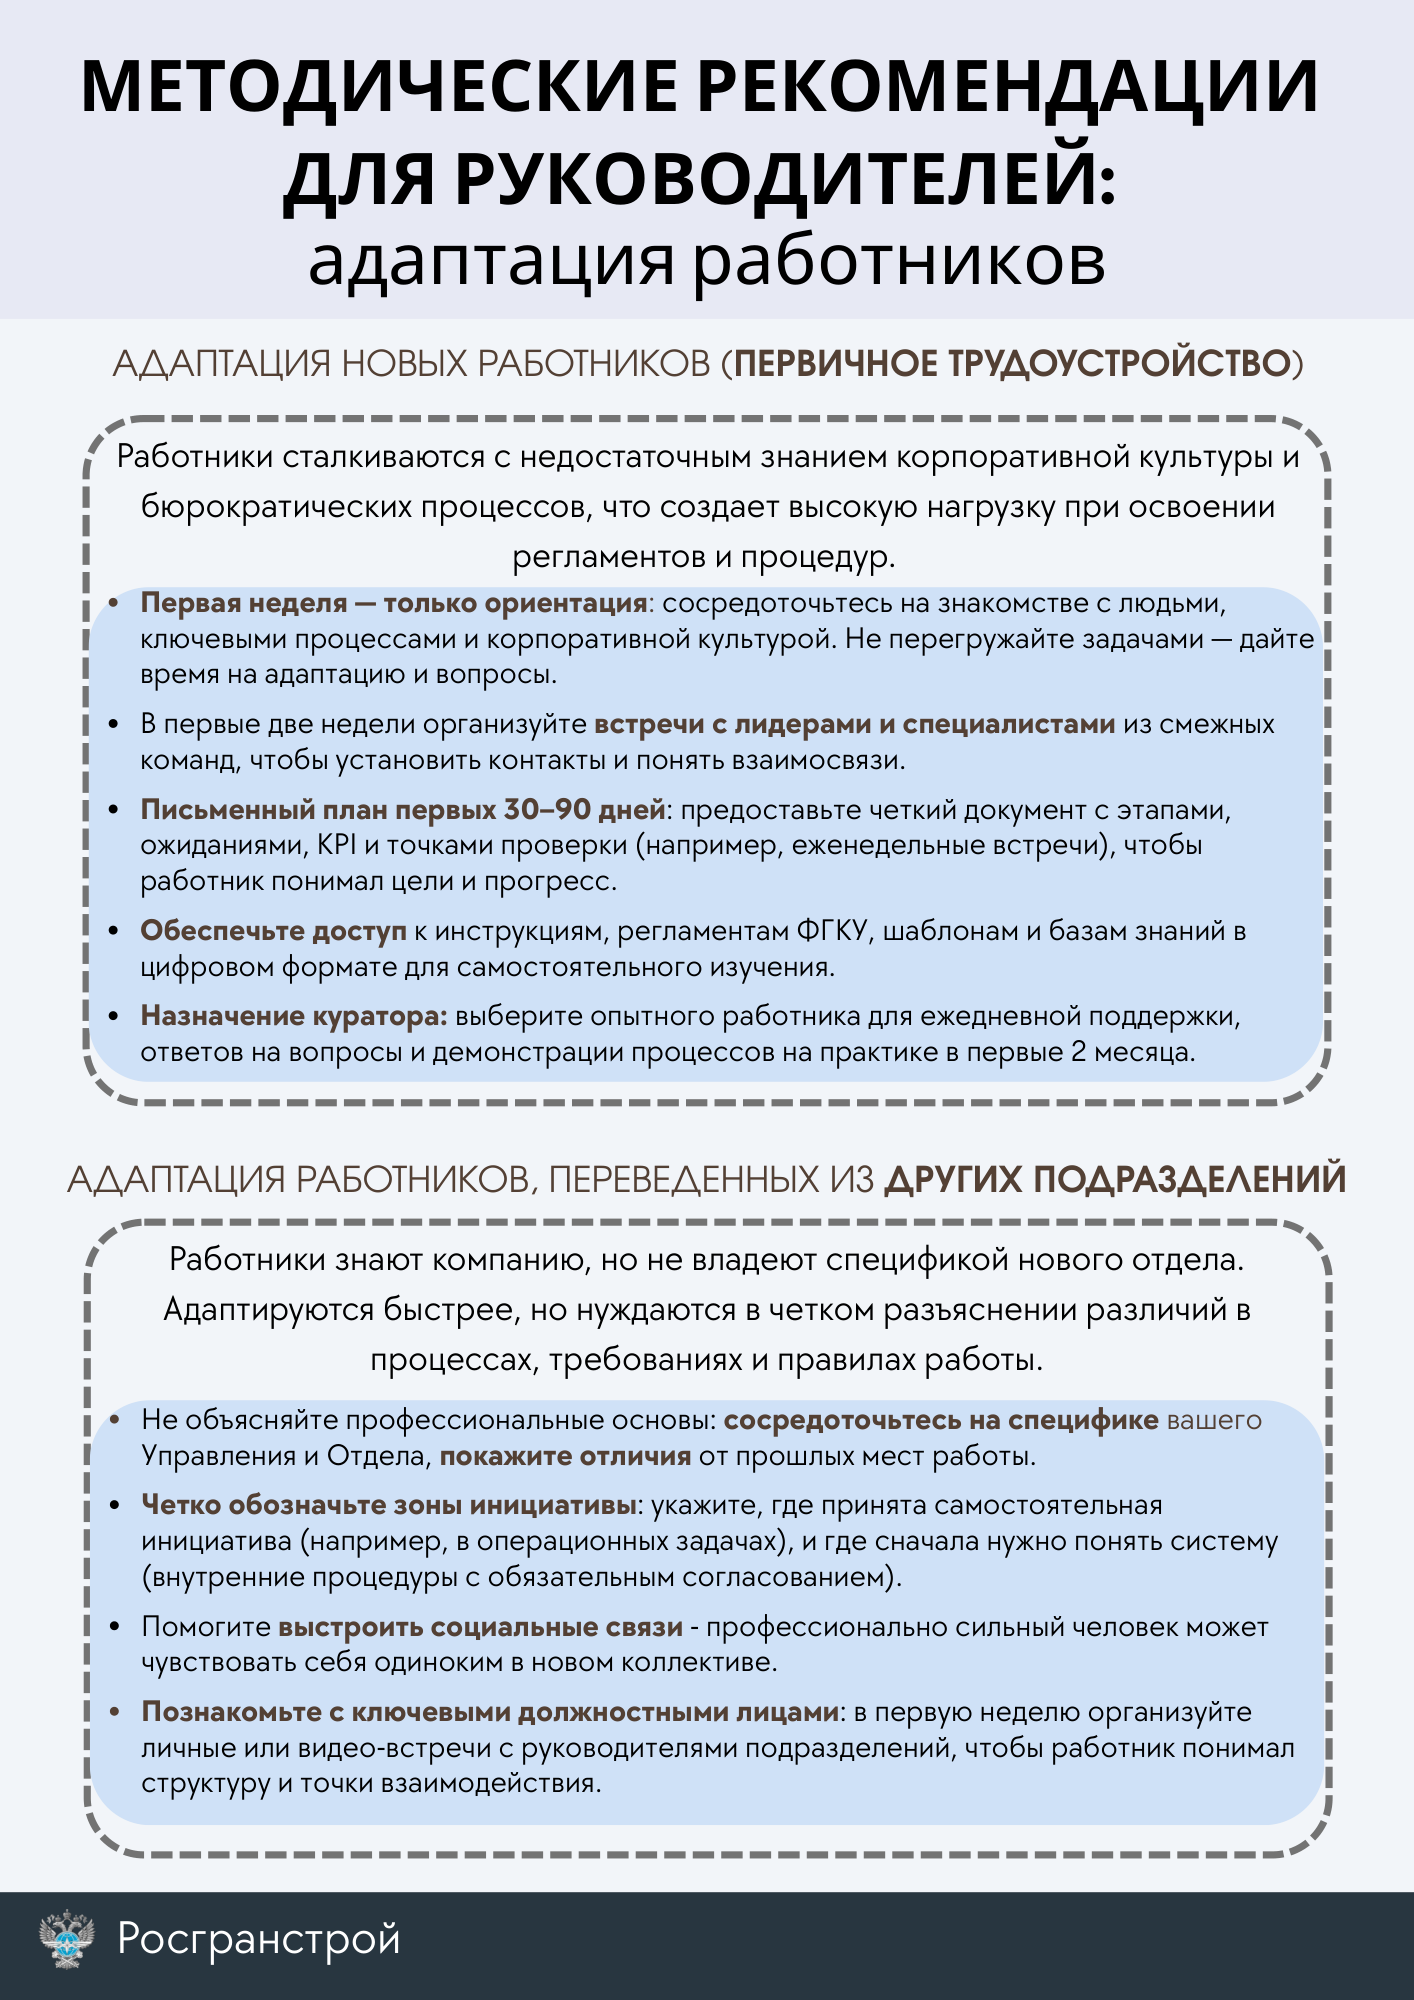 МЕТОДИЧЕСКИЕ РЕКОМЕНДАЦИИ
ДЛЯ РУКОВОДИТЕЛЕЙ:
адаптация работников
АДАПТАЦИЯ НОВЫХ РАБОТНИКОВ (ПЕРВИЧНОЕ ТРУДОУСТРОЙСТВО)
Работники сталкиваются с недостаточным знанием корпоративной культуры и
бюрократических процессов, что создает высокую нагрузку при освоении
регламентов и процедур.
• Первая неделя — только ориентация: сосредоточьтесь на знакомстве с людьми,
ключевыми процессами и корпоративной культурой. Не перегружайте задачами — дайте
время на адаптацию и вопросы.
• В первые две недели организуйте встречи с лидерами и специалистами из смежных
команд, чтобы установить контакты и понять взаимосвязи.
• Письменный план первых 30–90 дней: предоставьте четкий документ с этапами,
ожиданиями, KPI и точками проверки (например, еженедельные встречи), чтобы
работник понимал цели и прогресс.
• Обеспечьте доступ к инструкциям, регламентам ФГКУ, шаблонам и базам знаний в
цифровом формате для самостоятельного изучения.
• Назначение куратора: выберите опытного работника для ежедневной поддержки,
ответов на вопросы и демонстрации процессов на практике в первые 2 месяца.
АДАПТАЦИЯ РАБОТНИКОВ, ПЕРЕВЕДЕННЫХ ИЗ ДРУГИХ ПОДРАЗДЕЛЕНИЙ
Работники знают компанию, но не владеют спецификой нового отдела.
Адаптируются быстрее, но нуждаются в четком разъяснении различий в
процессах, требованиях и правилах работы.
• Не объясняйте профессиональные основы: сосредоточьтесь на специфике вашего
Управления и Отдела, покажите отличия от прошлых мест работы.
• Четко обозначьте зоны инициативы: укажите, где принята самостоятельная
инициатива (например, в операционных задачах), и где сначала нужно понять систему
(внутренние процедуры с обязательным согласованием).
• Помогите выстроить социальные связи - профессионально сильный человек может
чувствовать себя одиноким в новом коллективе.
• Познакомьте с ключевыми должностными лицами: в первую неделю организуйте
личные или видео-встречи с руководителями подразделений, чтобы работник понимал
структуру и точки взаимодействия.
Росгранстрой